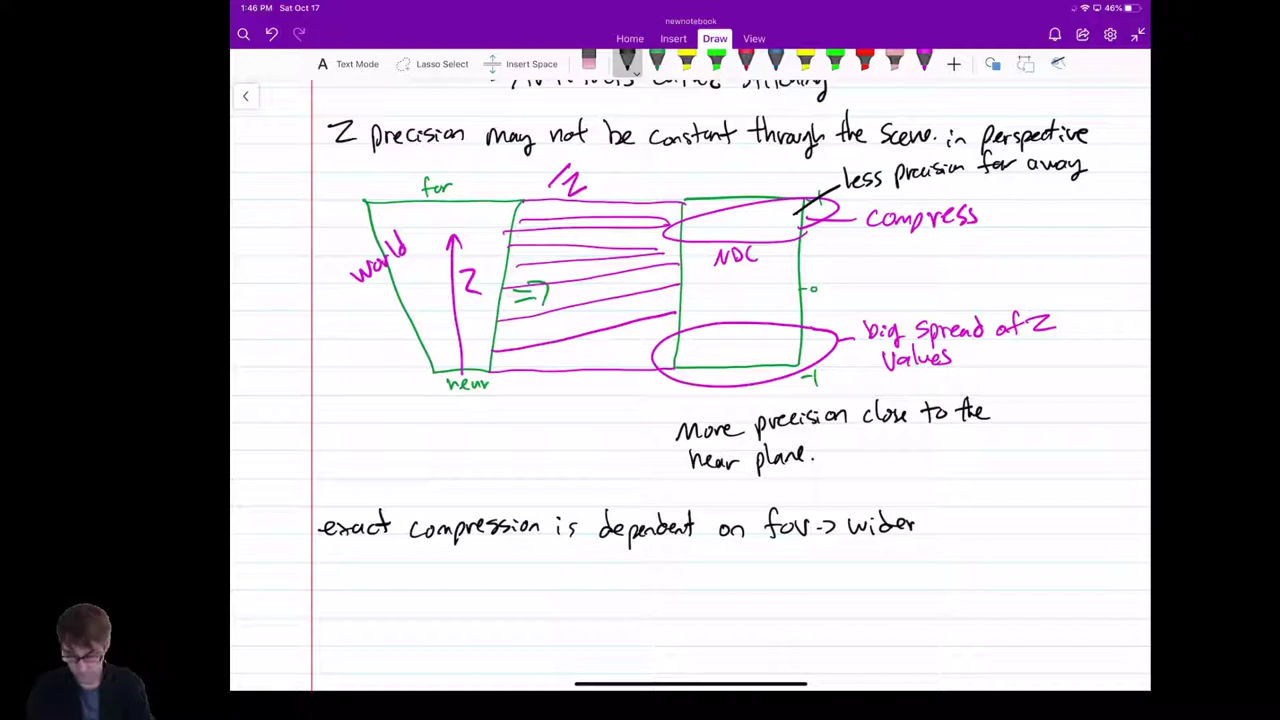 1:46 PM Sat Oct 17
46%
newnotebook
Home Insert Draw View
A Text Mode Lasso Select Insert Space
Z precision may not be constant through the scene. in perspective
less precision far away
far
/Z
+1
compress
world
NDC
Z
=>
0
big spread of Z
values
near
-1
More precision close to the
near plane.
exact compression is dependent on fov -> wider